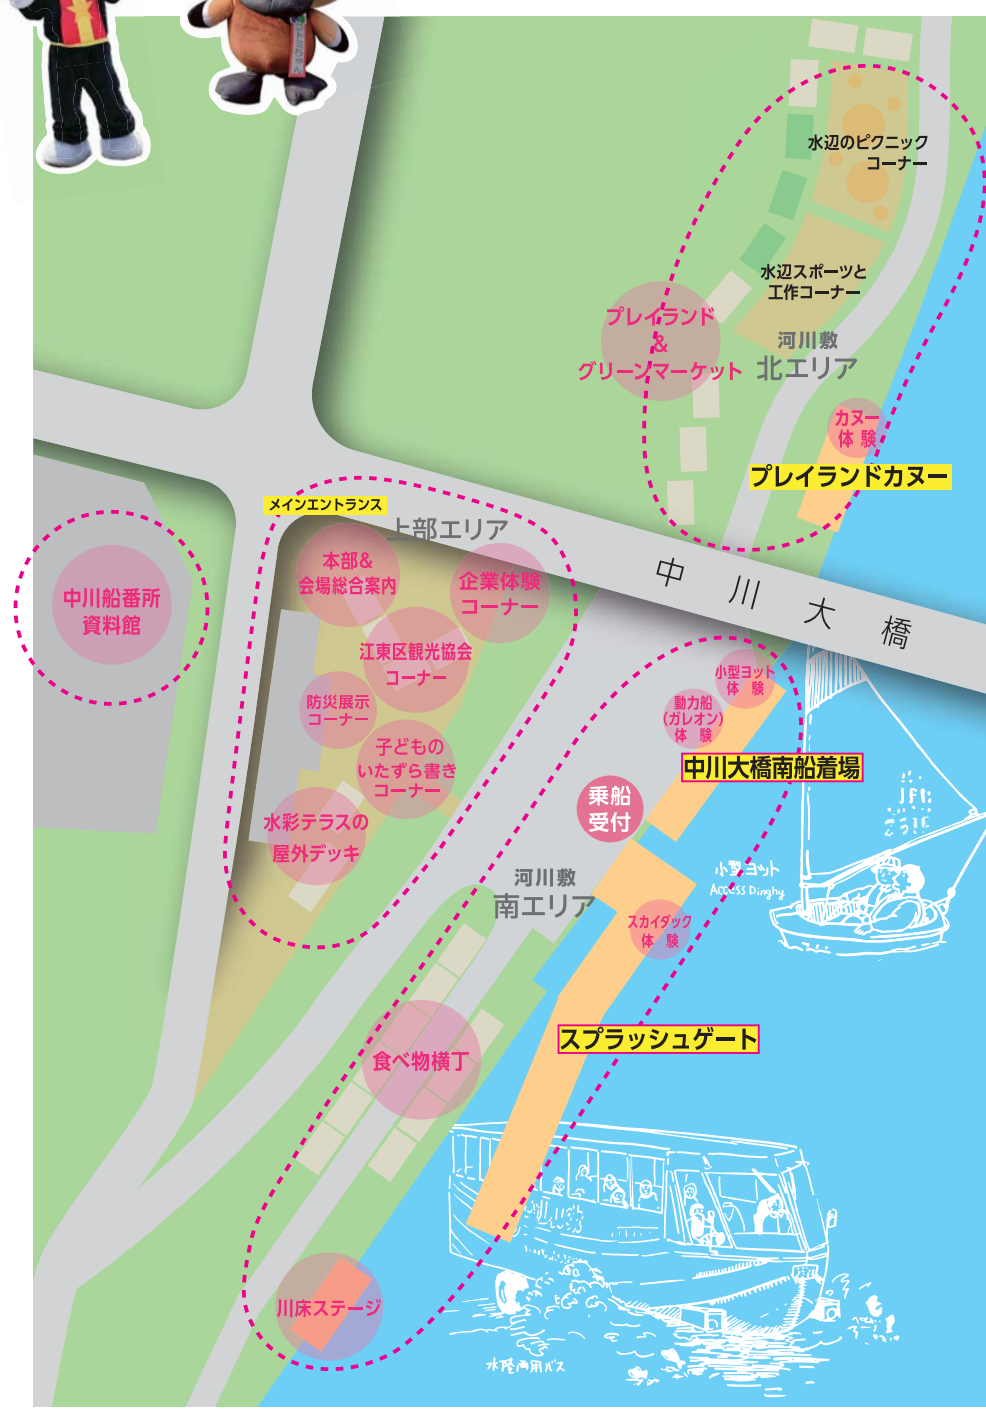 コトミちゃん
水辺のピクニック
コーナー
水辺スポーツと
工作コーナー
プレイランド
&
グリーンマーケット
河川敷
北エリア
カヌー
体 験
プレイランドカヌー
メインエントランス
上部エリア
本部&
会場総合案内
企業体験
コーナー
中川船番所
資料館
中 川 大 橋
江東区観光協会
コーナー
小型ヨット
体 験
防災展示
コーナー
動力船
(ガレオン)
体 験
子どもの
いたずら書き
コーナー
中川大橋南船着場
乗船
受付
水彩テラスの
屋外デッキ
小型ヨット
Access Dinghy
河川敷
南エリア
スカイダック
体 験
スプラッシュゲート
食べ物横丁
川床ステージ
水陸両用バス